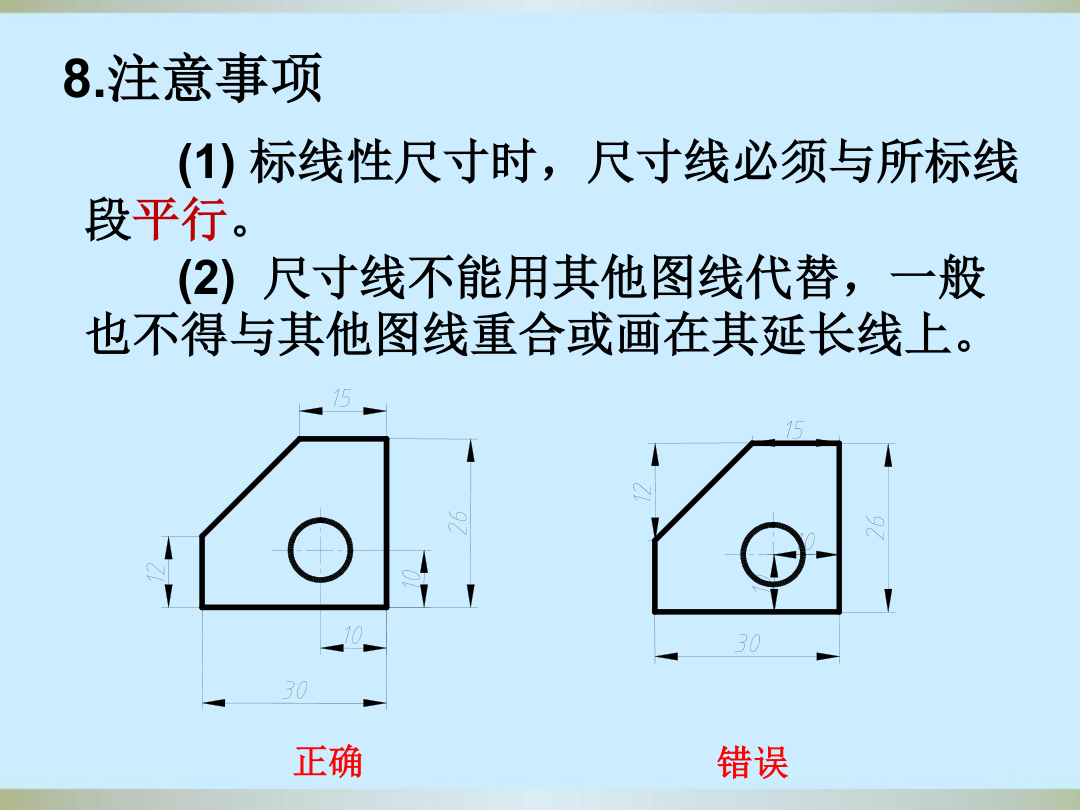 8.注意事项
(1) 标线性尺寸时，尺寸线必须与所标线
段平行。
(2) 尺寸线不能用其他图线代替，一般
也不得与其他图线重合或画在其延长线上。
15
12
26
10
10
30
15
12
26
10
30
正确
错误